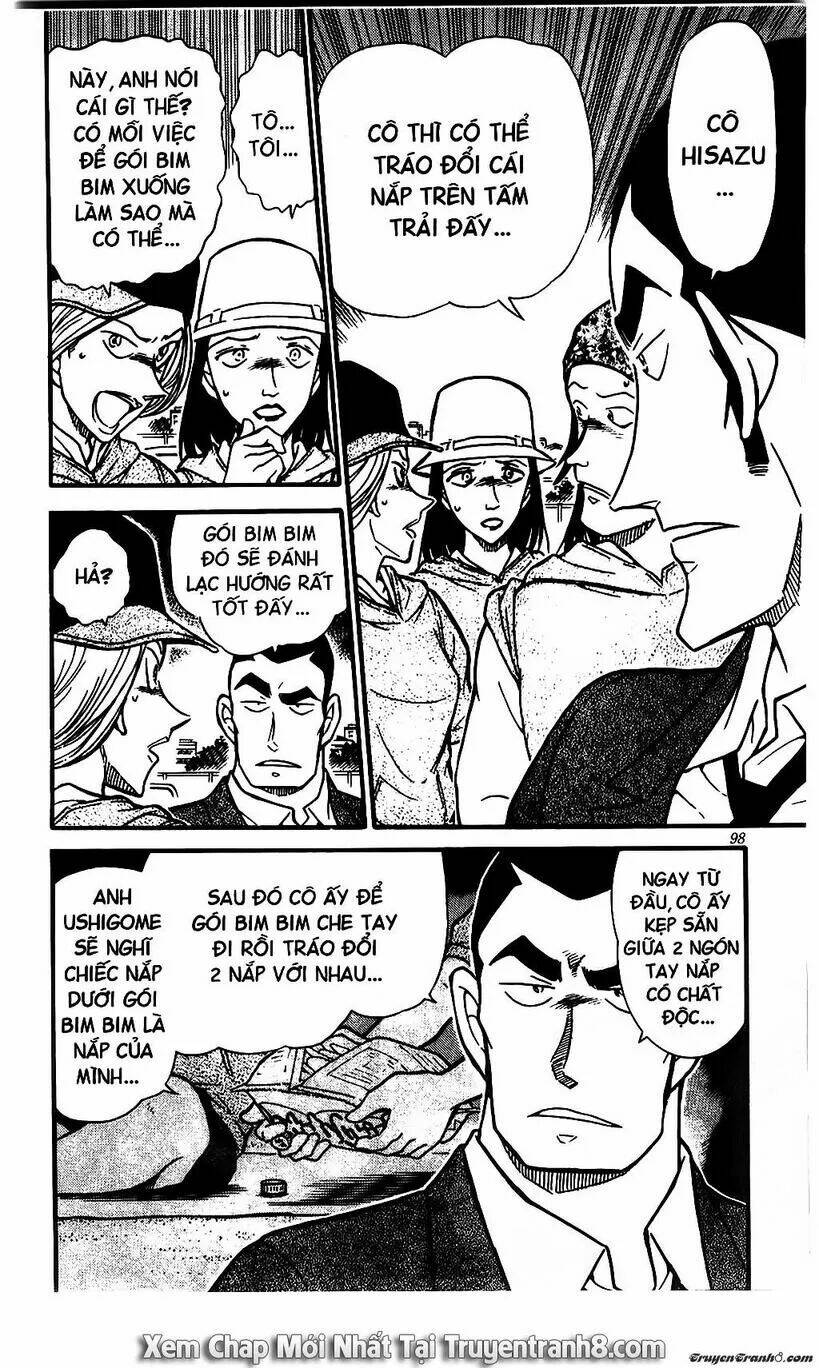 CÔ
HISAZU
...
CÔ THÌ CÓ THỂ
TRÁO ĐỔI CÁI
NẮP TRÊN TẤM
TRẢI ĐẤY...
TÔ...
TÔI...
NÀY, ANH NÓI
CÁI GÌ THẾ?
CÓ MỖI VIỆC
ĐỂ GÓI BIM
BIM XUỐNG
LÀM SAO MÀ
CÓ THỂ...
GÓI BIM BIM
ĐÓ SẼ ĐÁNH
LẠC HƯỚNG RẤT
TỐT ĐẤY...
HẢ?
98
NGAY TỪ
ĐẦU, CÔ ẤY
KẸP SẴN
GIỮA 2 NGÓN
TAY NẮP
CÓ CHẤT
ĐỘC...
SAU ĐÓ CÔ ẤY ĐỂ
GÓI BIM BIM CHE TAY
ĐI RỒI TRÁO ĐỔI
2 NẮP VỚI NHAU...
ANH
USHIGOME
SẼ NGHĨ
CHIẾC NẮP
DƯỚI GÓI
BIM BIM LÀ
NẮP CỦA
MÌNH...
Xem Chap Mới Nhất Tại Truyentranh8.com
TruyenTranh8.com